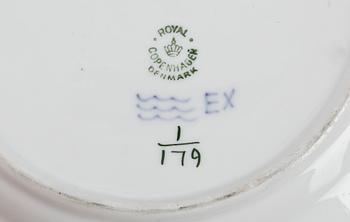 ROYAL
COPENHAGEN
DENMARK
EX
1
179